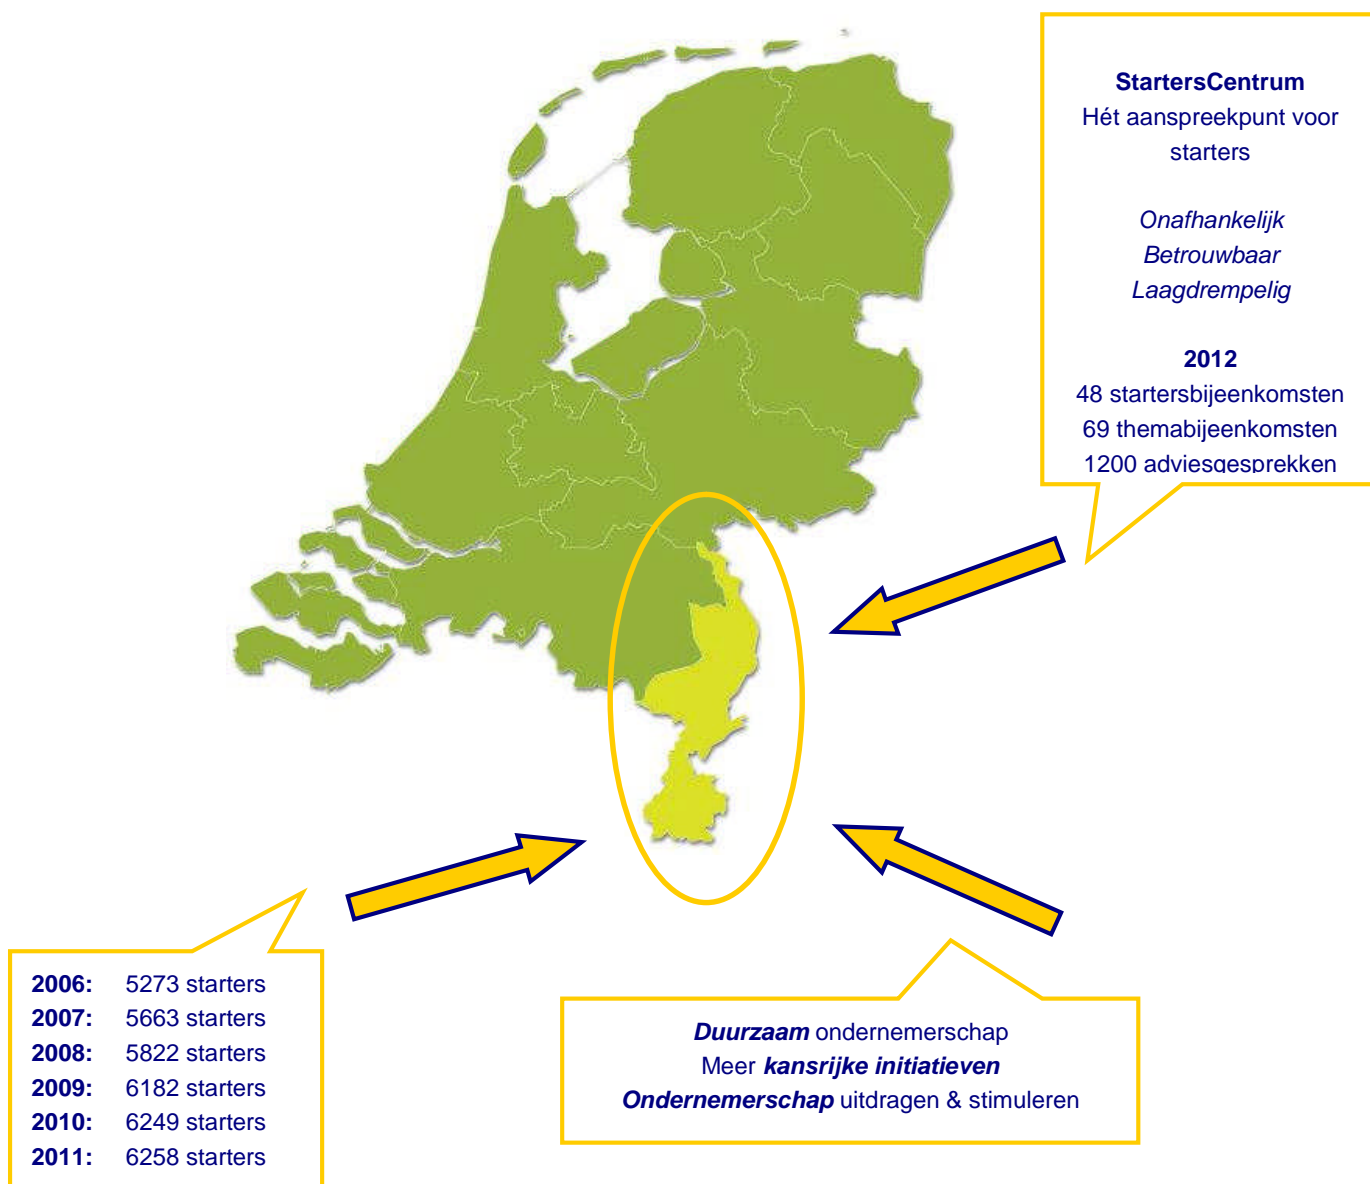 StartersCentrum
Hét aanspreekpunt voor
starters
Onafhankelijk
Betrouwbaar
Laagdrempelig
2012
48 startersbijeenkomsten
69 themabijeenkomsten
1200 adviesgesprekken
2006: 5273 starters
2007: 5663 starters
2008: 5822 starters
2009: 6182 starters
2010: 6249 starters
2011: 6258 starters
Duurzaam ondernemerschap
Meer kansrijke initiatieven
Ondernemerschap uitdragen & stimuleren